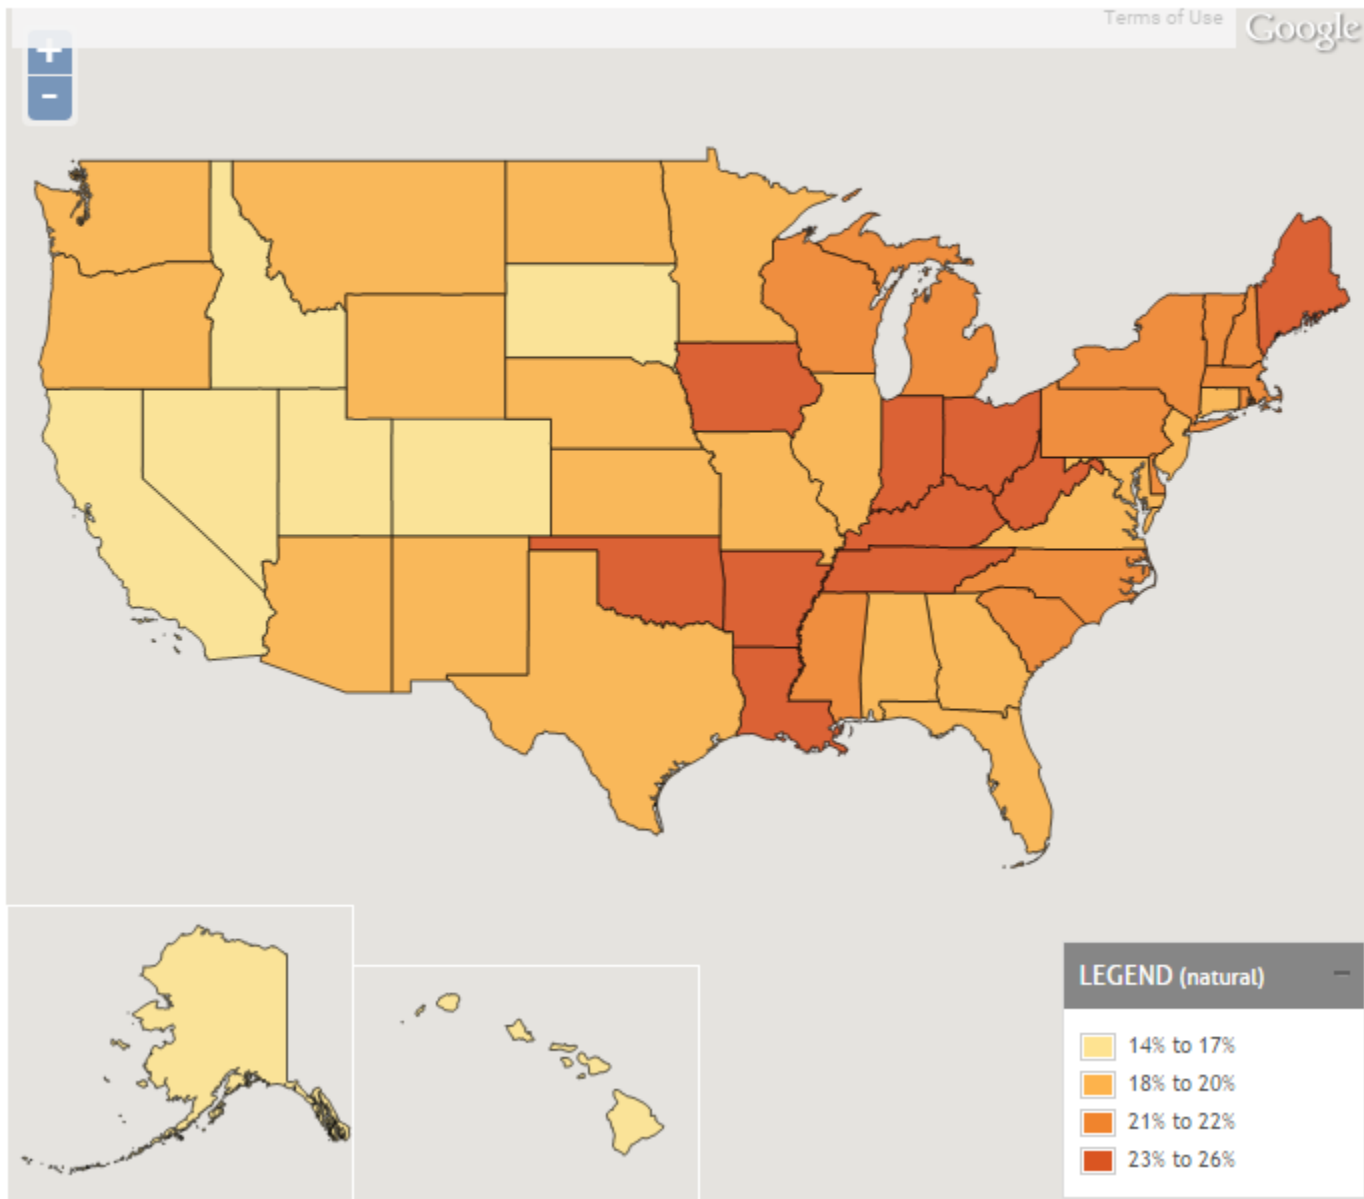 Terms of Use
Google
+
-
LEGEND (natural)
14% to 17%
18% to 20%
21% to 22%
23% to 26%